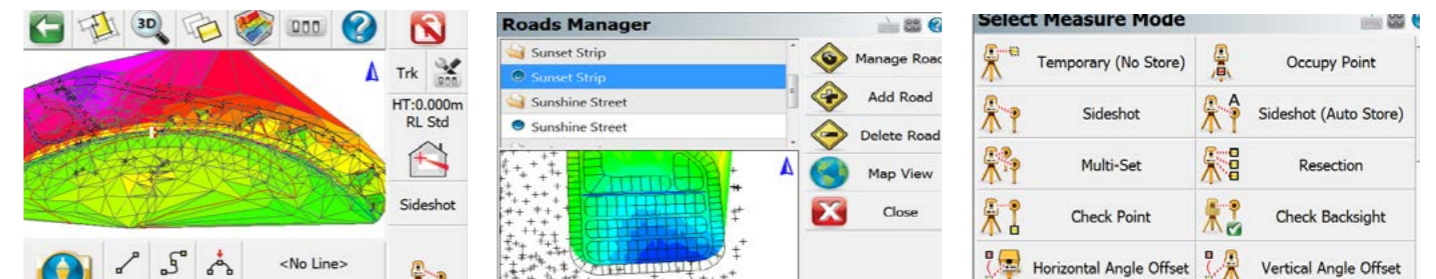 3D
Trk
HT:0.000m
RL Std
Sideshot
<No Line>
Roads Manager
Sunset Strip
Sunset Strip
Sunshine Street
Sunshine Street
Manage Road
Add Road
Delete Road
Map View
Close
Select Measure Mode
Temporary (No Store)
Occupy Point
Sideshot
A
Sideshot (Auto Store)
Multi-Set
Resection
Check Point
Check Backsight
Horizontal Angle Offset
Vertical Angle Offset